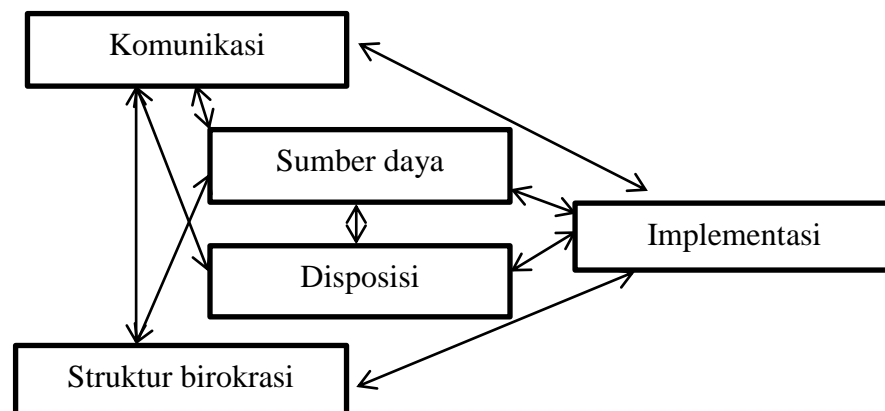 Komunikasi
Sumber daya
Implementasi
Disposisi
Struktur birokrasi